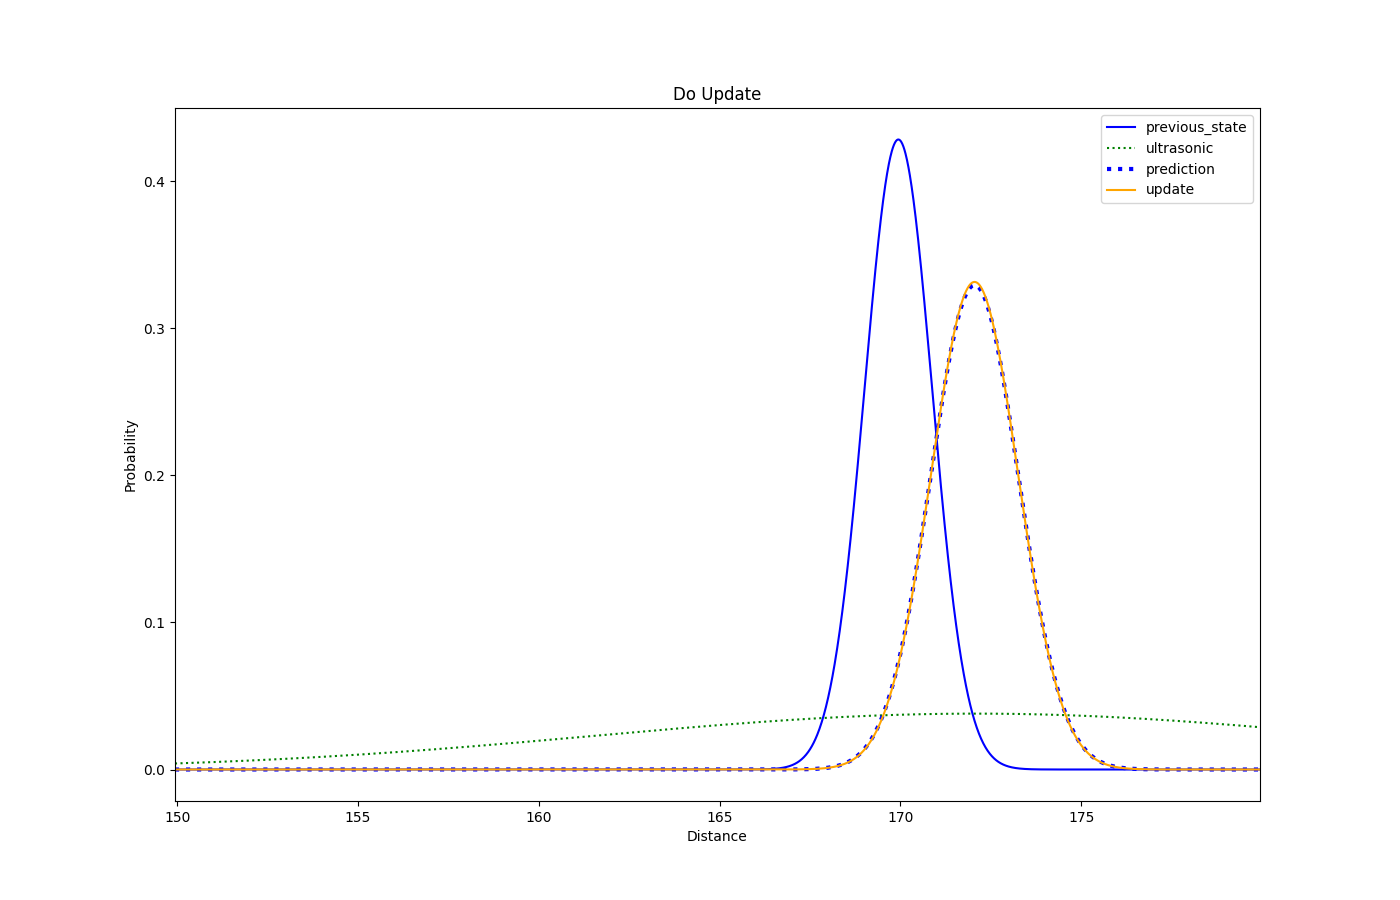 Do Update
previous_state
ultrasonic
prediction
update
0.4
0.3
0.2
0.1
0.0
Probability
150 155 160 165 170 175
Distance